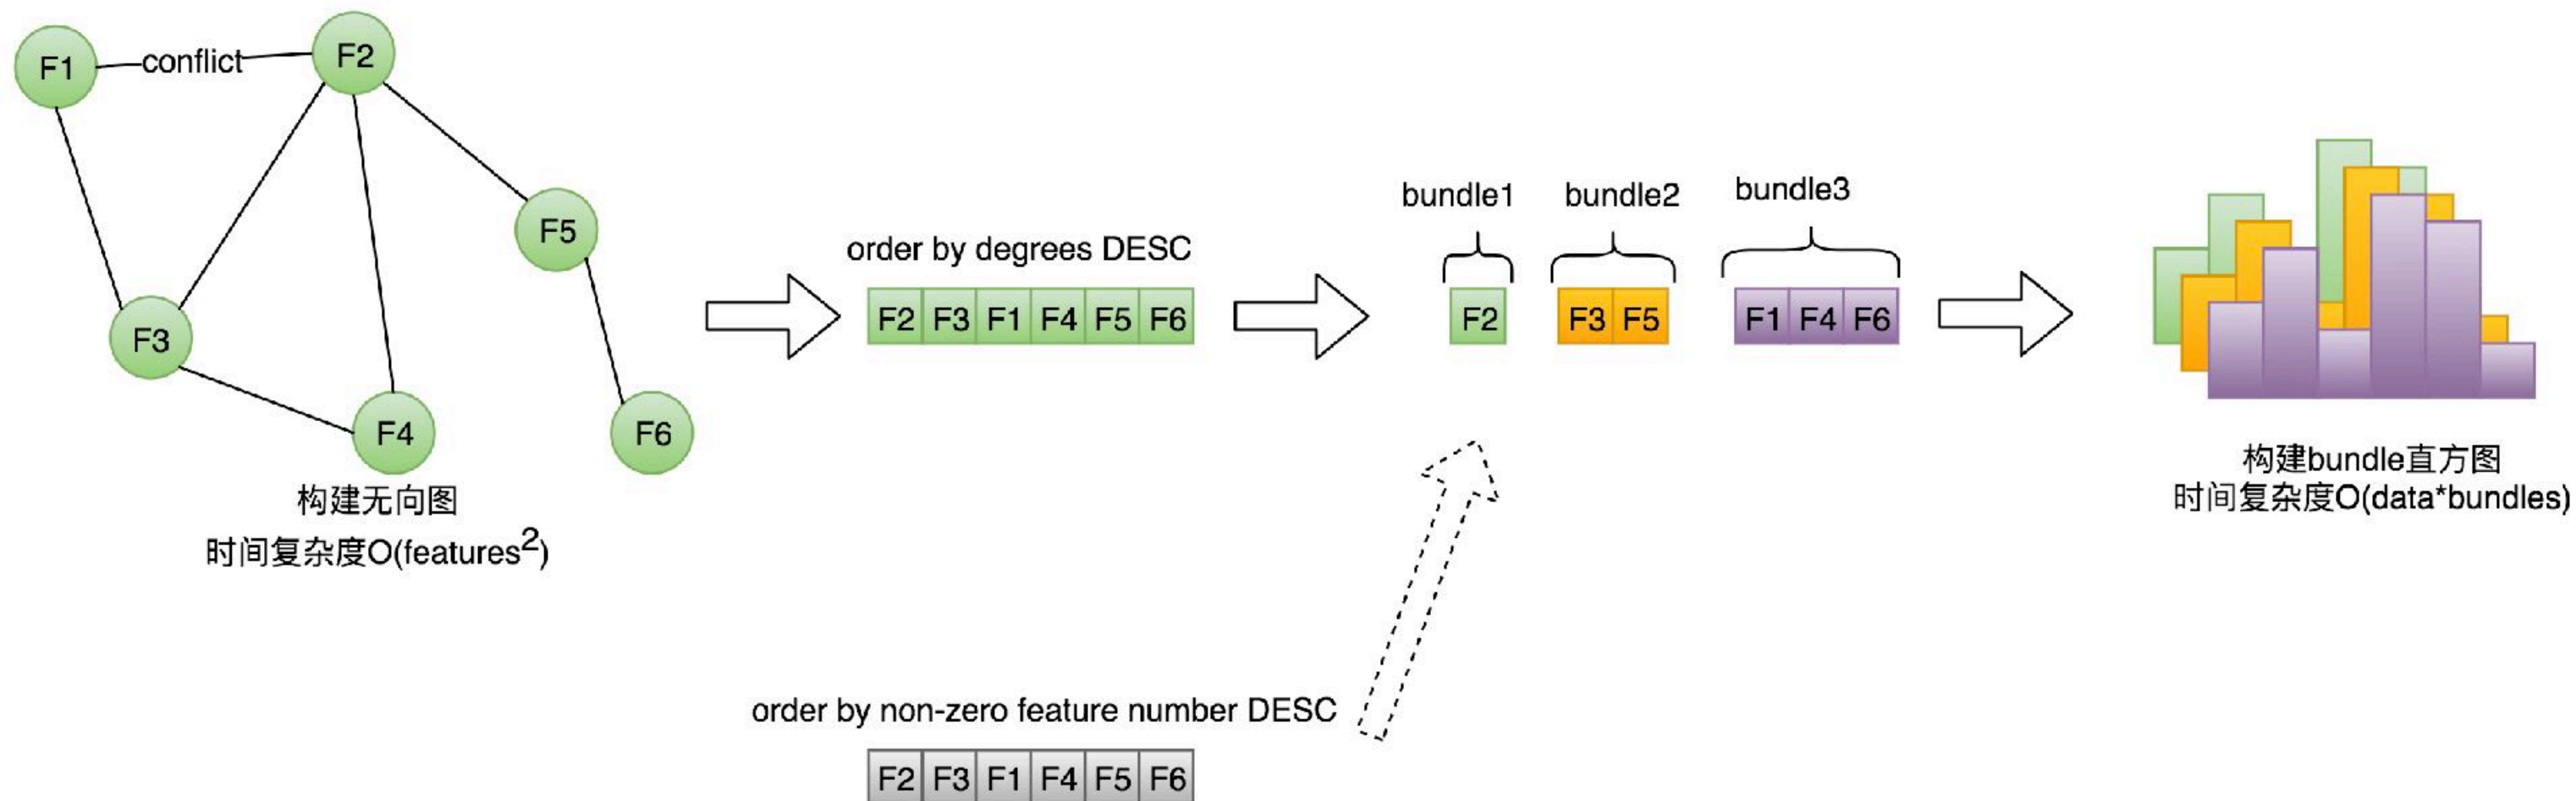 F1
conflict
F2
F5
F3
F4
F6
构建无向图
时间复杂度O(features²)
order by degrees DESC
F2 F3 F1 F4 F5 F6
bundle1 bundle2 bundle3
F2 F3 F5 F1 F4 F6
构建bundle直方图
时间复杂度O(data*bundles)
order by non-zero feature number DESC
F2 F3 F1 F4 F5 F6